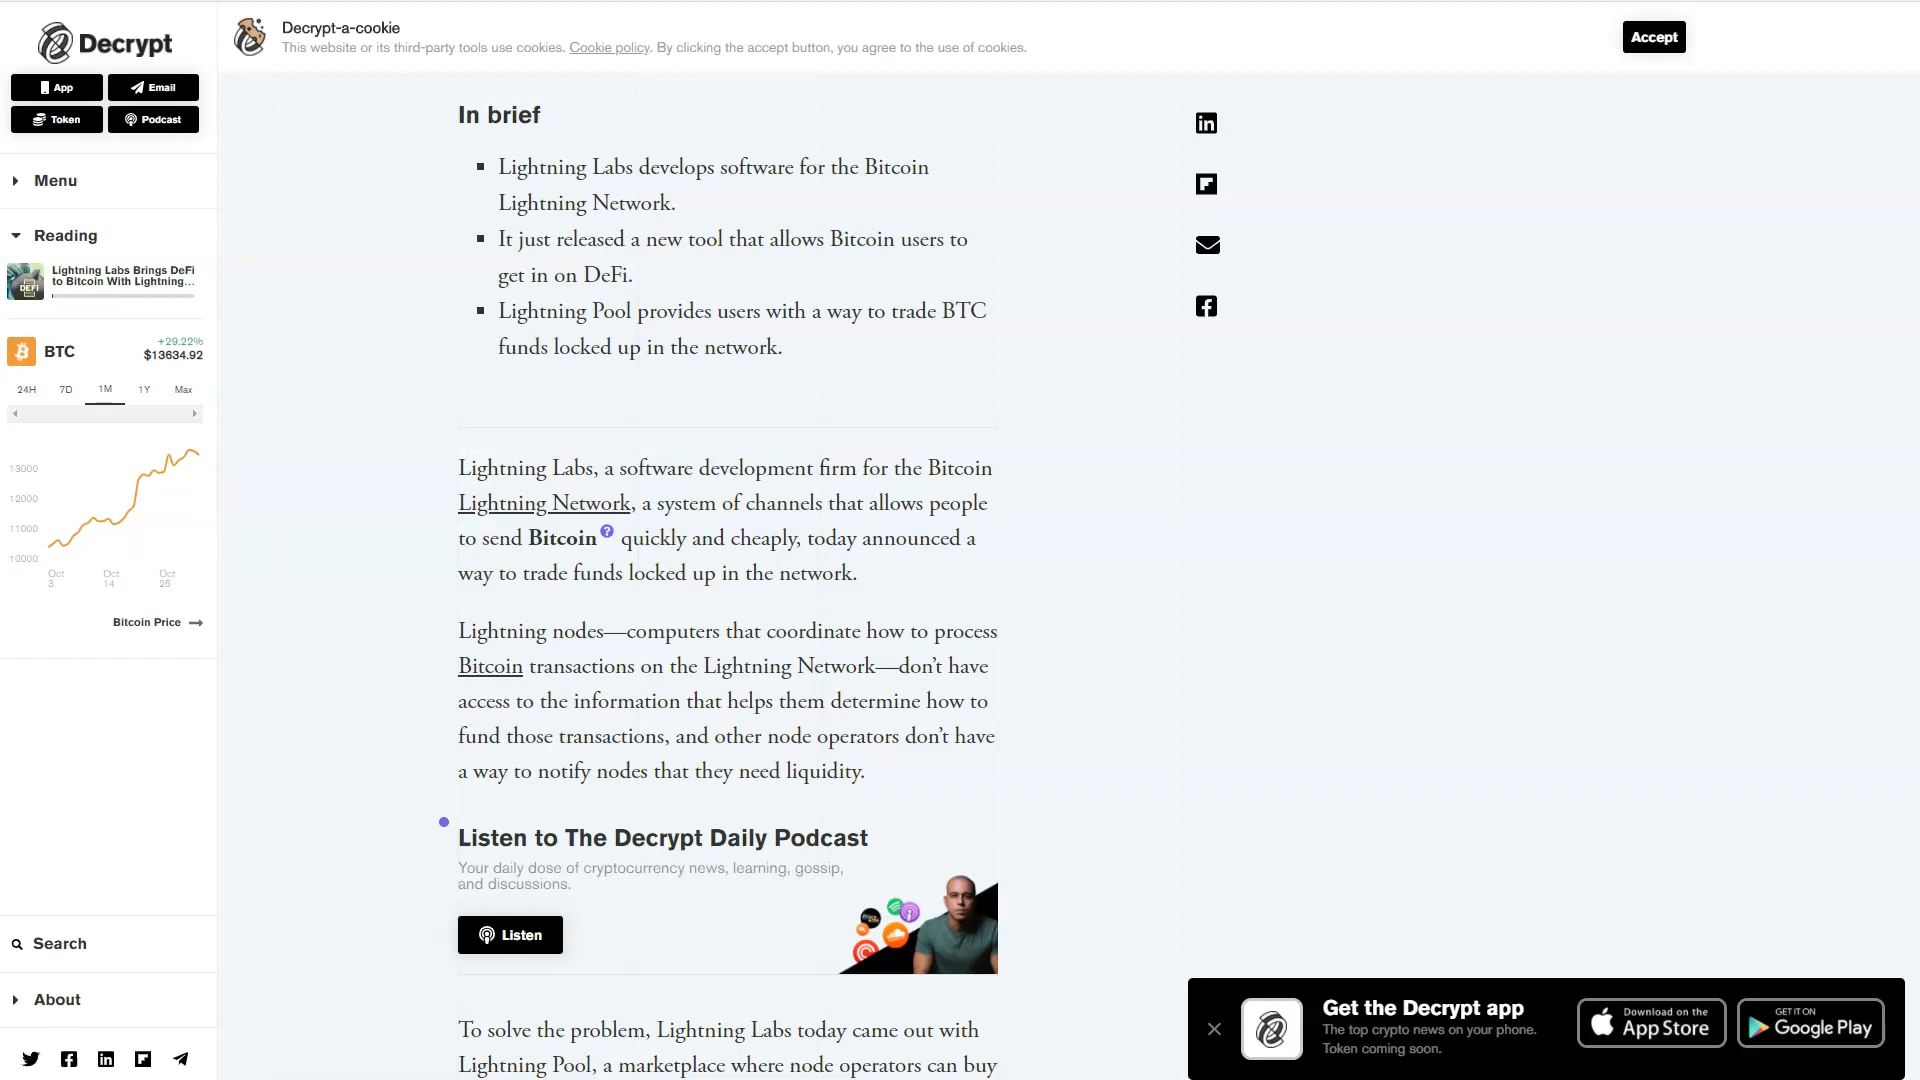 Decrypt
App
Email
Token
Podcast
Menu
Reading
Lightning Labs Brings DeFi
to Bitcoin With Lightning...
BTC
+29.22%
$13634.92
24H 7D 1M 1Y Max
13000
12000
11000
10000
Oct 3
Oct 14
Oct 25
Bitcoin Price
Search
About
Decrypt-a-cookie
This website or its third-party tools use cookies. Cookie policy. By clicking the accept button, you agree to the use of cookies.
Accept
In brief
Lightning Labs develops software for the Bitcoin
Lightning Network.
It just released a new tool that allows Bitcoin users to
get in on DeFi.
Lightning Pool provides users with a way to trade BTC
funds locked up in the network.
Lightning Labs, a software development firm for the Bitcoin
Lightning Network, a system of channels that allows people
to send Bitcoin ? quickly and cheaply, today announced a
way to trade funds locked up in the network.
Lightning nodes—computers that coordinate how to process
Bitcoin transactions on the Lightning Network—don’t have
access to the information that helps them determine how to
fund those transactions, and other node operators don’t have
a way to notify nodes that they need liquidity.
Listen to The Decrypt Daily Podcast
Your daily dose of cryptocurrency news, learning, gossip,
and discussions.
Listen
To solve the problem, Lightning Labs today came out with
Lightning Pool, a marketplace where node operators can buy
Get the Decrypt app
The top crypto news on your phone.
Token coming soon.
Download on the
App Store
GET IT ON
Google Play